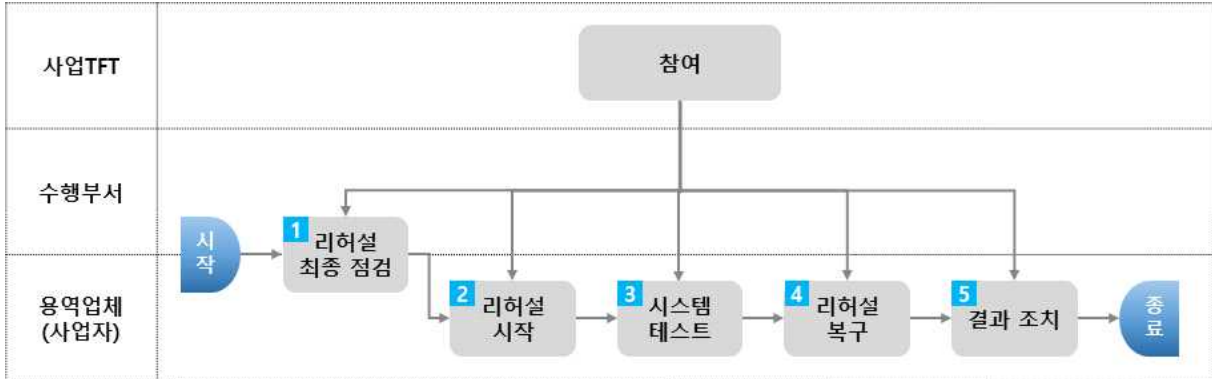 사업TFT
참여
수행부서
시
작
1
리허설
최종 점검
용역업체
(사업자)
2
리허설
시작
3
시스템
테스트
4
리허설
복구
5
결과 조치
종
료